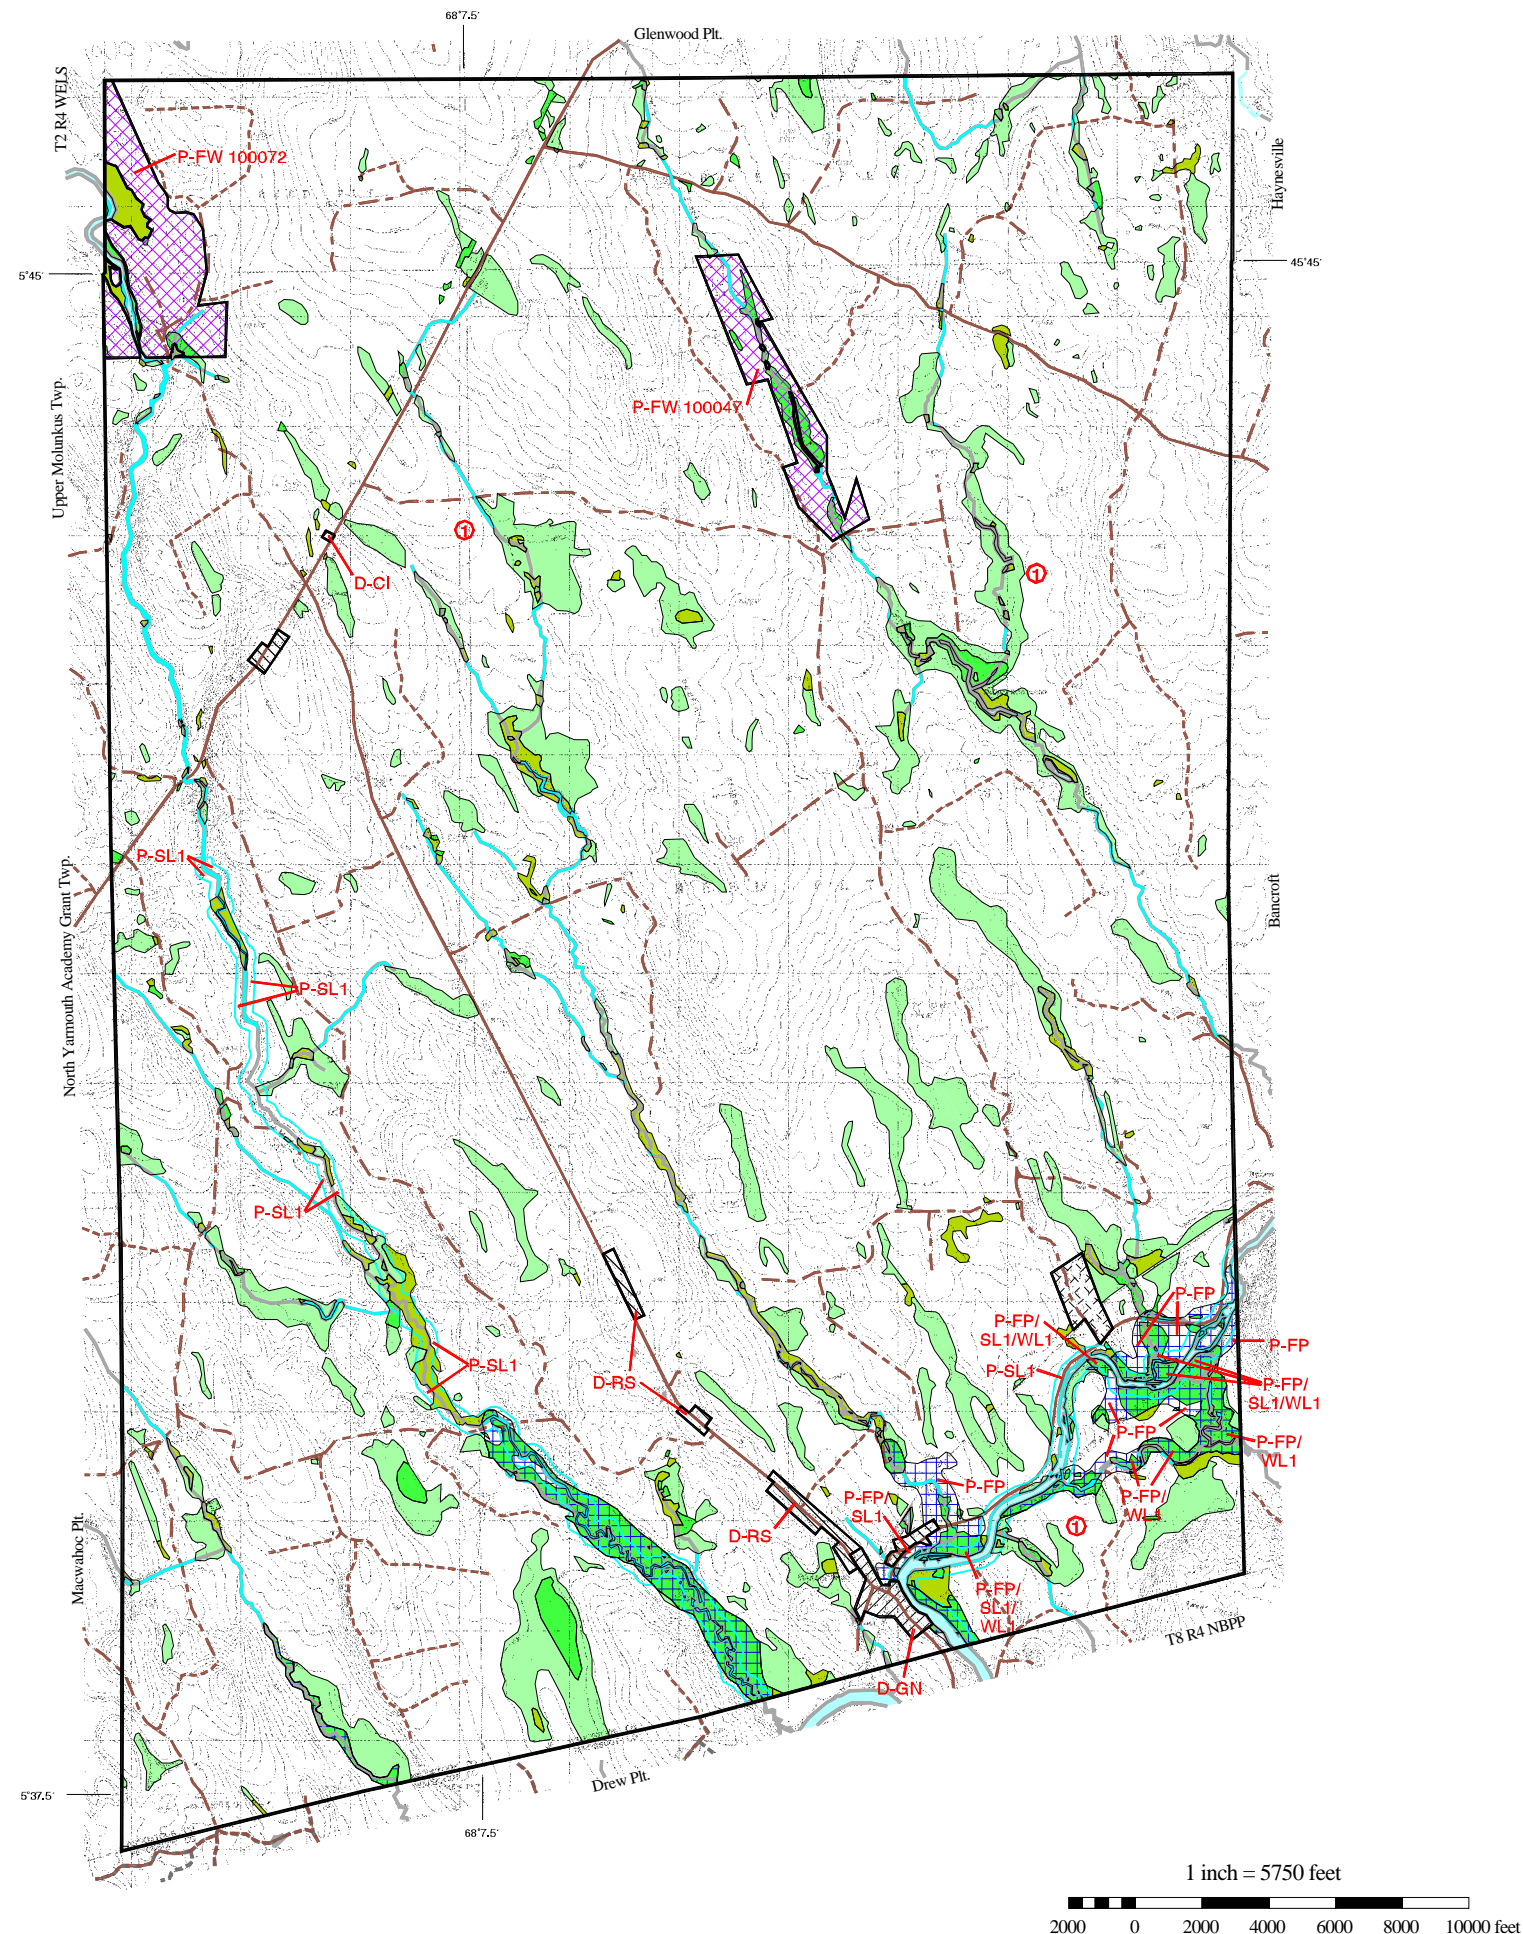 68°7.5'
Glenwood Plt.
T2 R4 WELS
P-FW 100072
Haynesville
5°45'
45°45'
Upper Molunkus Twp.
P-FW 100047
1
D-CI
1
P-SL1
North Yarmouth Academy Grant Twp.
Bancroft
P-SL1
P-SL1
P-FP
P-FP/
SL1/WL1
P-FP
P-SL1
P-SL1
D-RS
P-FP/
SL1/WL1
P-FP
P-FP/
WL1
P-FP
P-FP/
SL1
P-FP/
WL1
Macwahoc Plt.
D-RS
1
P-FP/
SL1/
WL1
T8 R4 NBPP
D-GN
Drew Plt.
5°37.5'
68°7.5'
1 inch = 5750 feet
2000 0 2000 4000 6000 8000 10000 feet